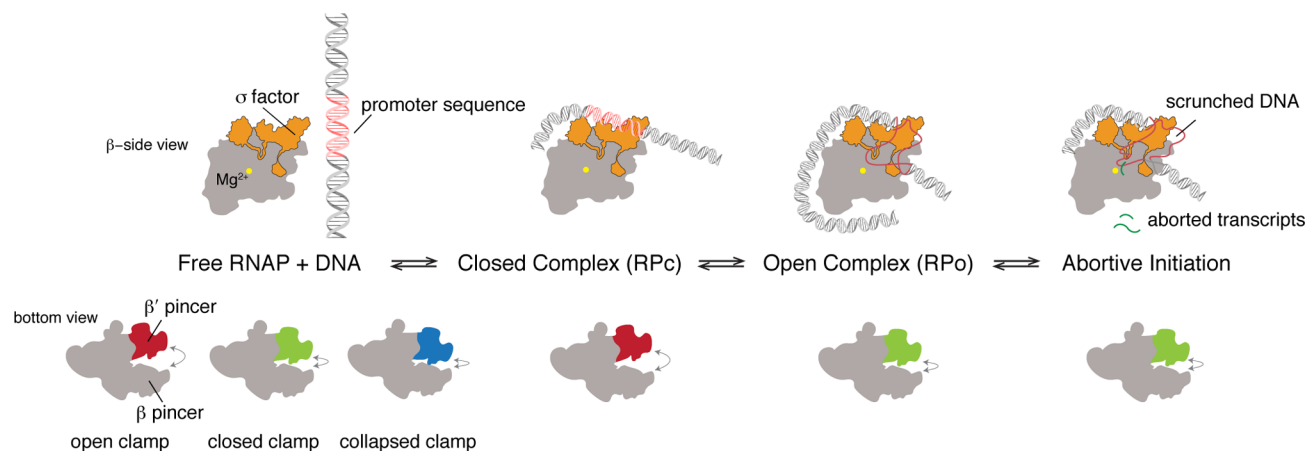 σ factor
promoter sequence
scrunched DNA
β–side view
Mg²⁺
aborted transcripts
Free RNAP + DNA
Closed Complex (RPc)
Open Complex (RPo)
Abortive Initiation
bottom view
β′ pincer
β pincer
open clamp
closed clamp
collapsed clamp